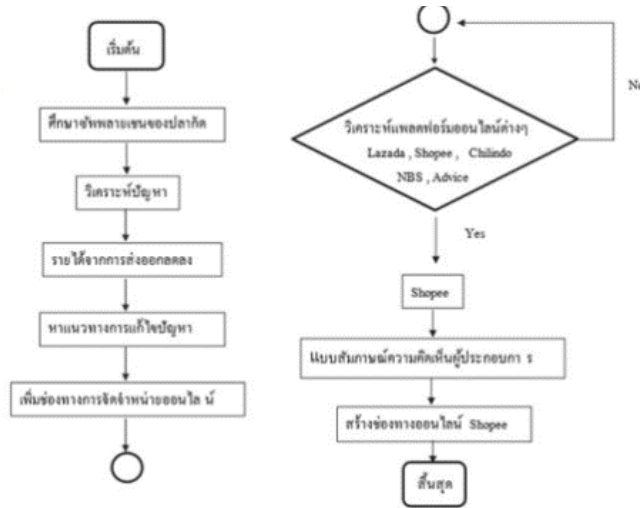 เริ่มต้น
ศึกษาซัพพลายเชนของปลากัด
วิเคราะห์ปัญหา
รายได้จากการส่งออกลดลง
หาแนวทางการแก้ไขปัญหา
เพิ่มช่องทางการจัดจำหน่ายออนไล น์
วิเคราะห์แพลตฟอร์มออนไลน์ต่างๆ
Lazada , Shopee , Chilindo
NBS , Advice
No
Yes
Shopee
แบบสัมภาษณ์ความคิดเห็นผู้ประกอบกา ร
สร้างช่องทางออนไลน์ Shopee
สิ้นสุด